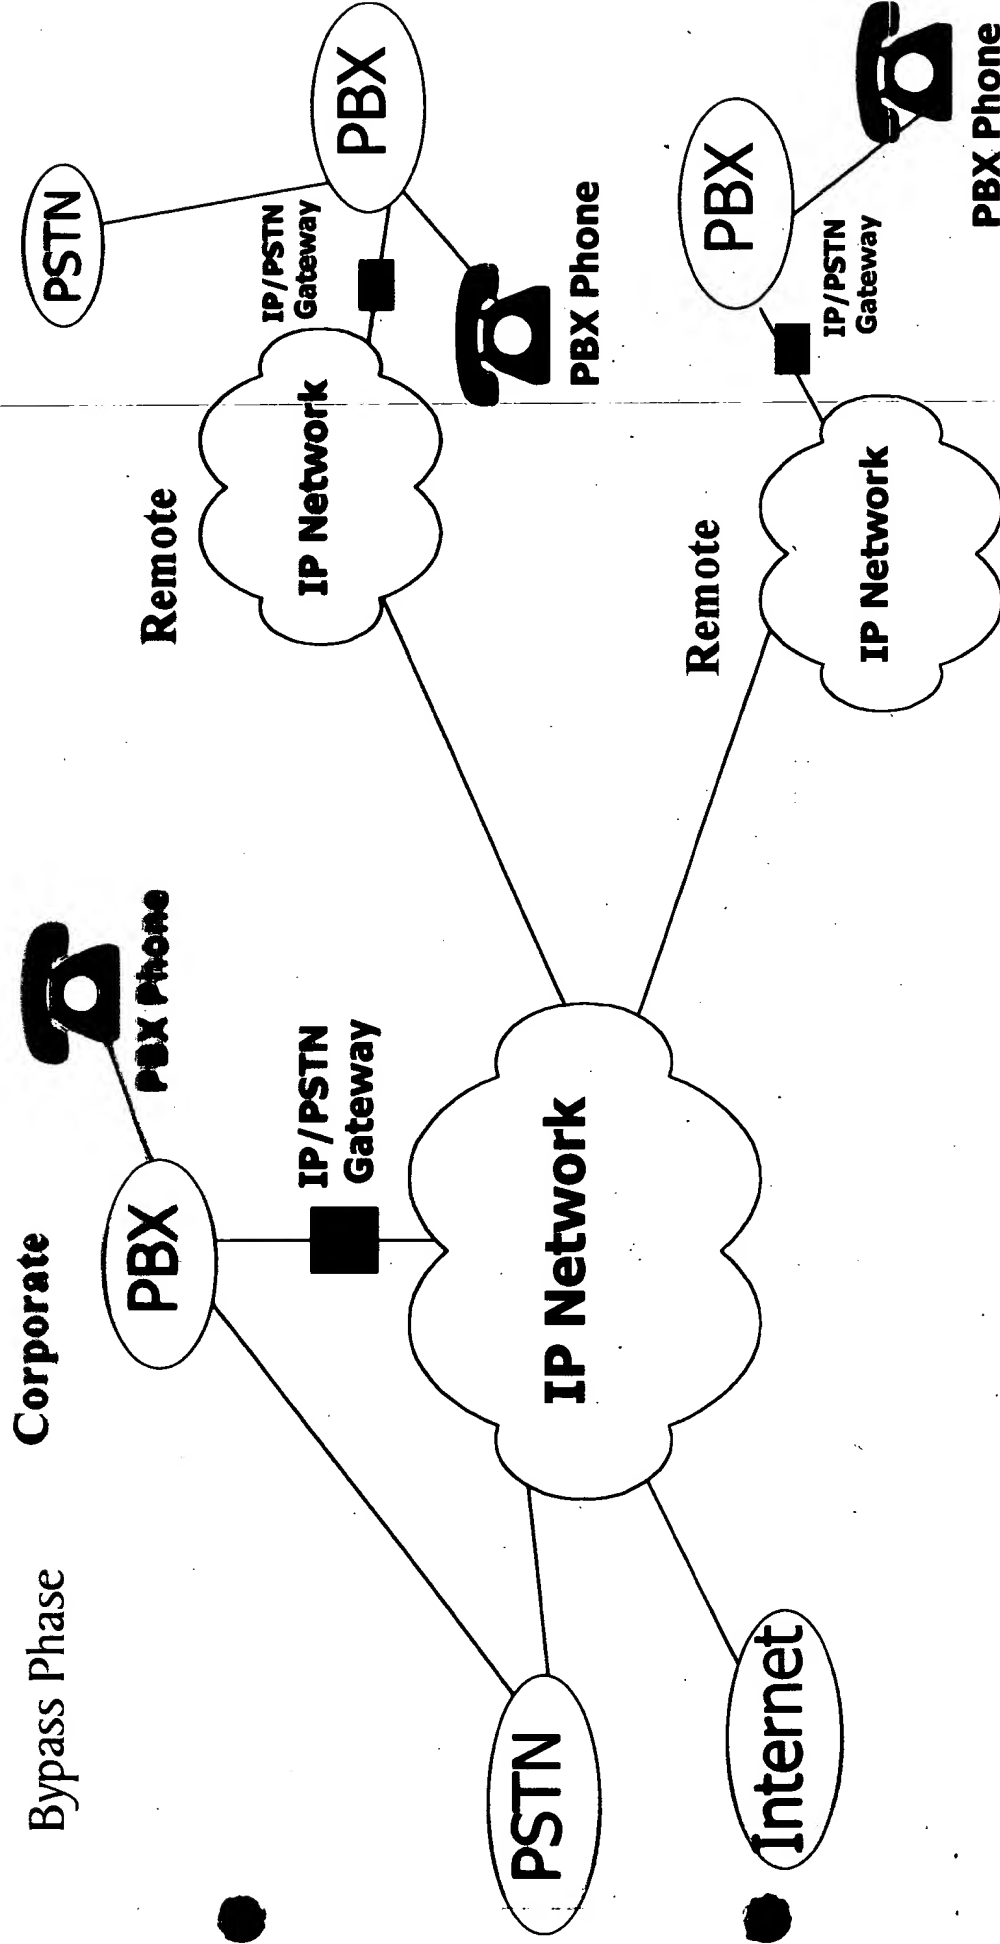 Bypass Phase
Corporate
PBX
PBX Phone
IP/PSTN
Gateway
PSTN
Internet
IP Network
Remote
IP Network
PSTN
IP/PSTN
Gateway
PBX
PBX Phone
Remote
IP Network
IP/PSTN
Gateway
PBX
PBX Phone